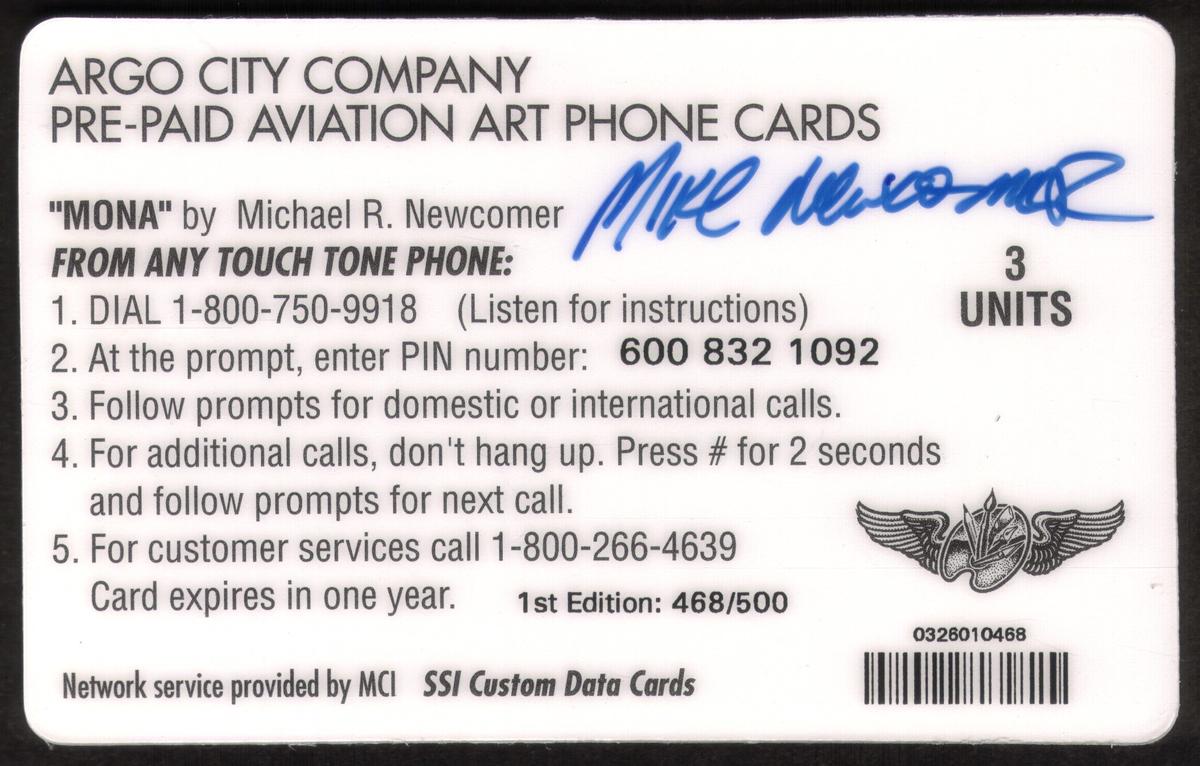 ARGO CITY COMPANY
PRE-PAID AVIATION ART PHONE CARDS
Mike Newcomer
"MONA" by Michael R. Newcomer
FROM ANY TOUCH TONE PHONE:
3
UNITS
1. DIAL 1-800-750-9918 (Listen for instructions)
2. At the prompt, enter PIN number: 600 832 1092
3. Follow prompts for domestic or international calls.
4. For additional calls, don't hang up. Press # for 2 seconds
and follow prompts for next call.
5. For customer services call 1-800-266-4639
Card expires in one year. 1st Edition: 468/500
0326010468
Network service provided by MCI SSI Custom Data Cards